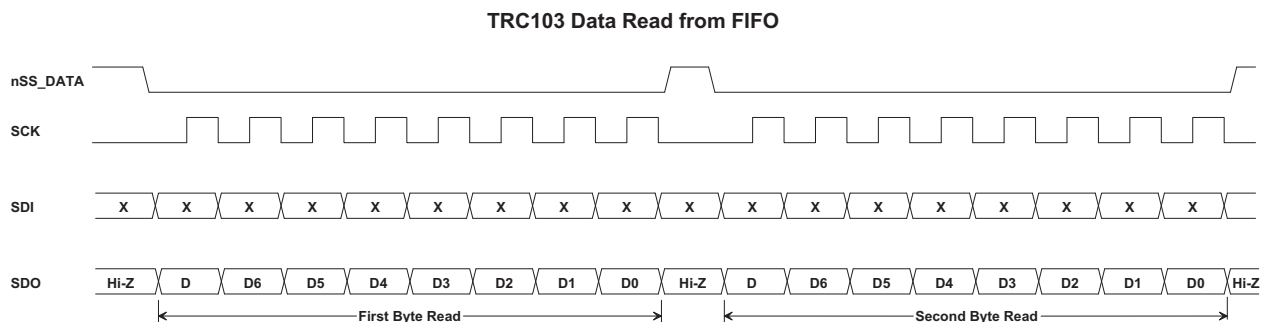 TRC103 Data Read from FIFO
nSS_DATA
SCK
SDI X X X X X X X X X X X X X X X X X X
SDO Hi-Z D D6 D5 D4 D3 D2 D1 D0 Hi-Z D D6 D5 D4 D3 D2 D1 D0 Hi-Z
First Byte Read Second Byte Read